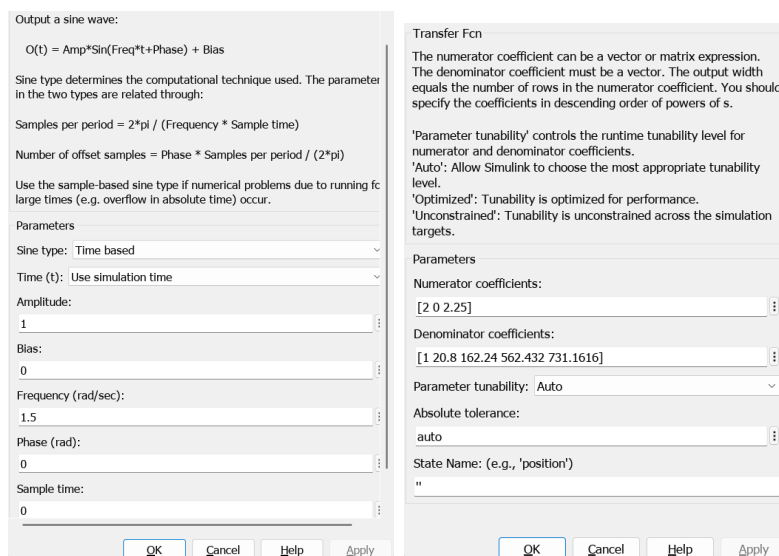 Output a sine wave:
O(t) = Amp*Sin(Freq*t+Phase) + Bias
Sine type determines the computational technique used. The parameter
in the two types are related through:
Samples per period = 2*pi / (Frequency * Sample time)
Number of offset samples = Phase * Samples per period / (2*pi)
Use the sample-based sine type if numerical problems due to running fo
large times (e.g. overflow in absolute time) occur.
Parameters
Sine type: Time based
Time (t): Use simulation time
Amplitude:
1
Bias:
0
Frequency (rad/sec):
1.5
Phase (rad):
0
Sample time:
0
OK Cancel Help Apply
Transfer Fcn
The numerator coefficient can be a vector or matrix expression.
The denominator coefficient must be a vector. The output width
equals the number of rows in the numerator coefficient. You should
specify the coefficients in descending order of powers of s.
'Parameter tunability' controls the runtime tunability level for
numerator and denominator coefficients.
'Auto': Allow Simulink to choose the most appropriate tunability
level.
'Optimized': Tunability is optimized for performance.
'Unconstrained': Tunability is unconstrained across the simulation
targets.
Parameters
Numerator coefficients:
[2 0 2.25]
Denominator coefficients:
[1 20.8 162.24 562.432 731.1616]
Parameter tunability: Auto
Absolute tolerance:
auto
State Name: (e.g., 'position')
''
OK Cancel Help Apply